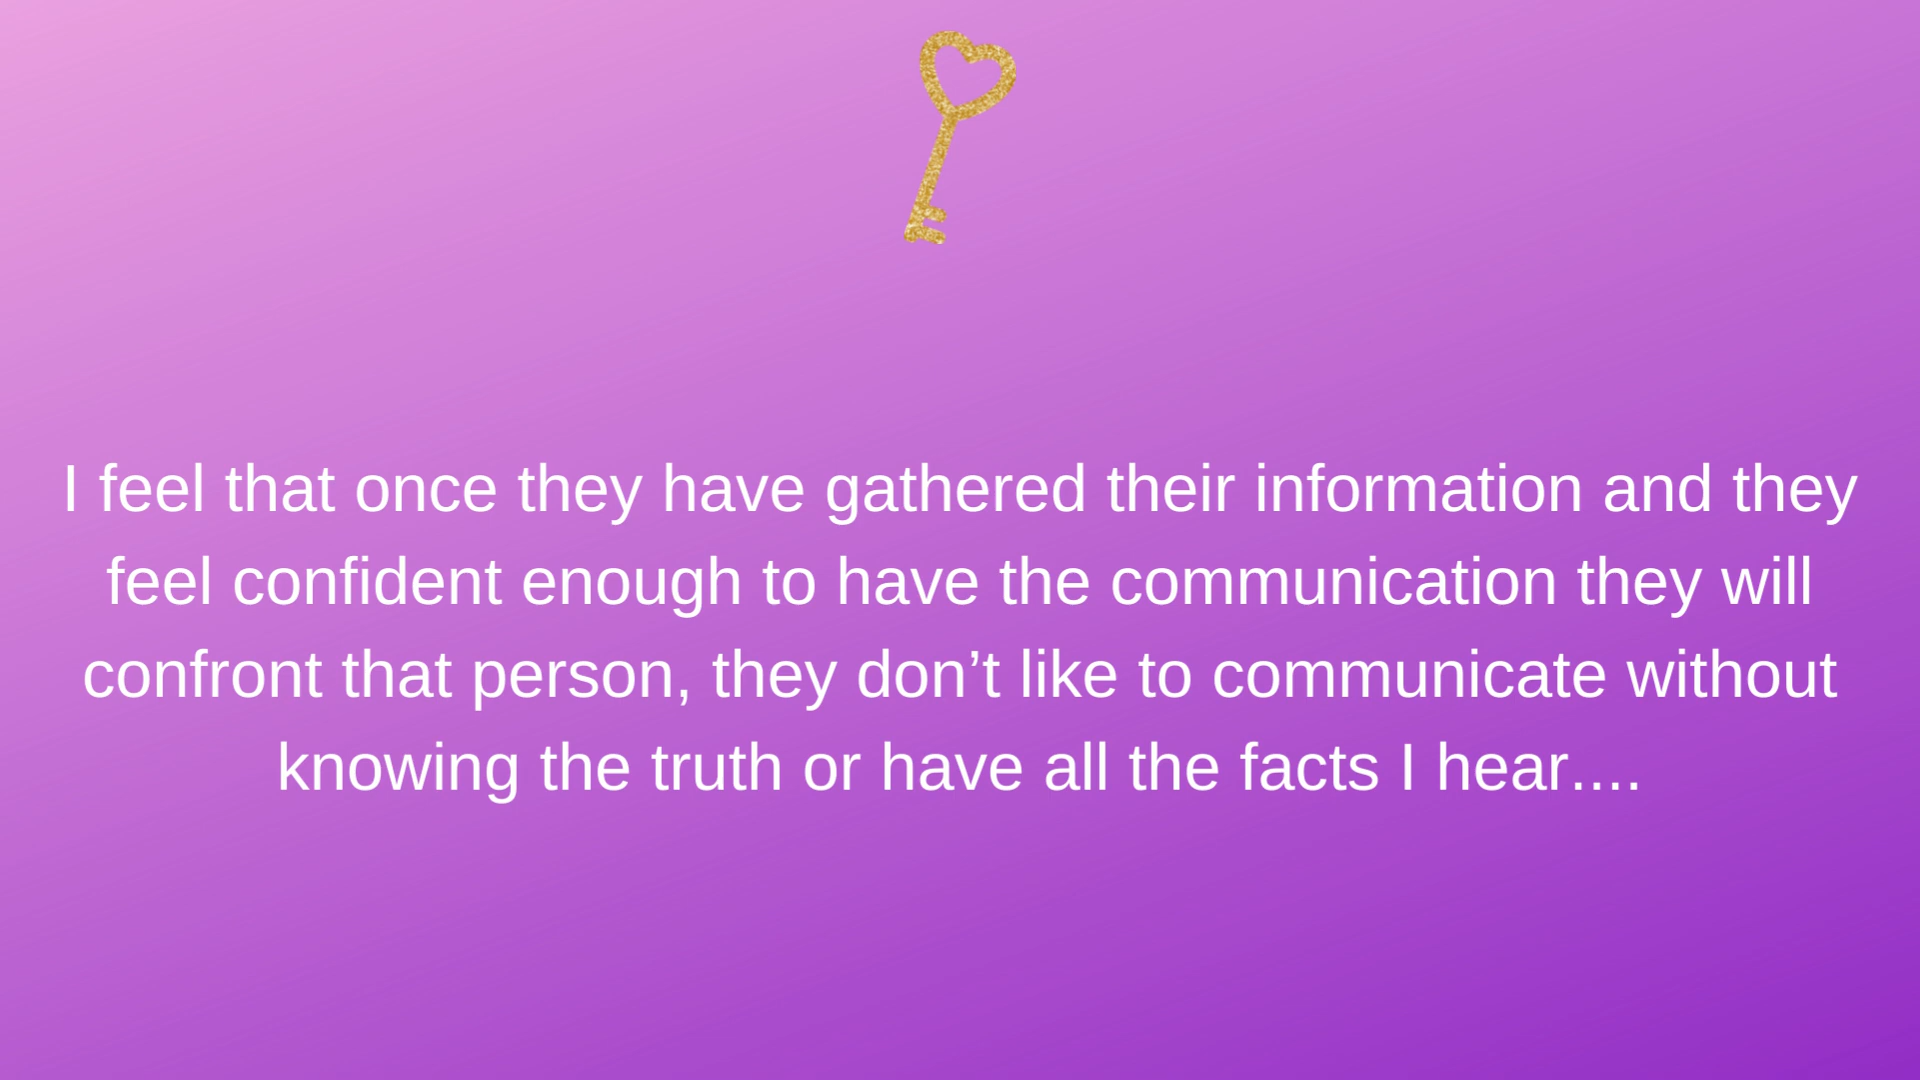 I feel that once they have gathered their information and they
feel confident enough to have the communication they will
confront that person, they don’t like to communicate without
knowing the truth or have all the facts I hear....